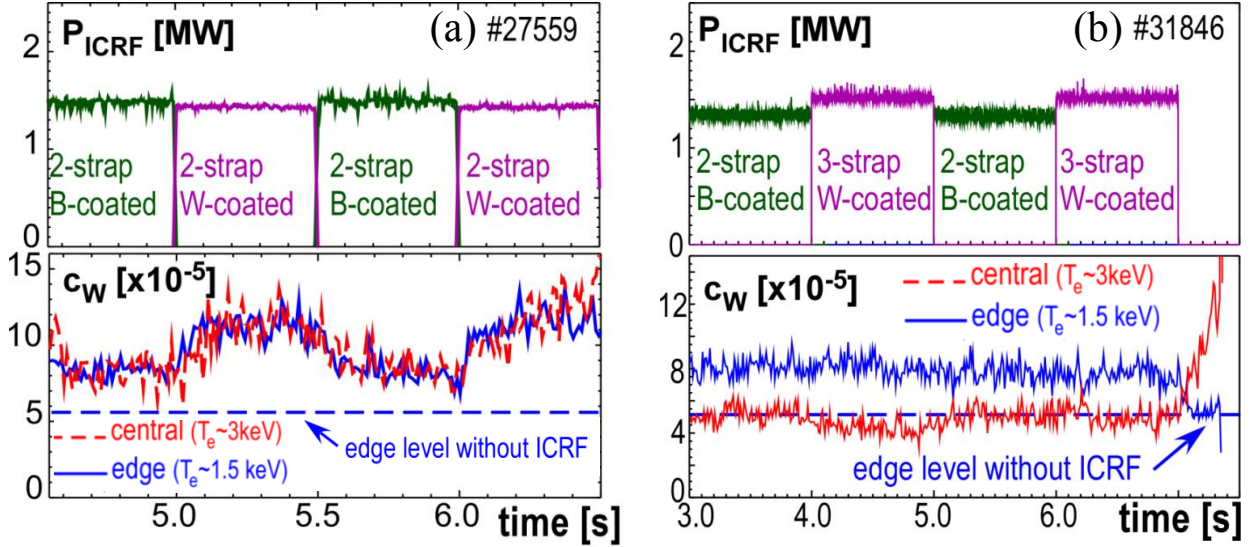 P_ICRF [MW] (a) #27559
2
1
0
2-strap 2-strap 2-strap 2-strap
B-coated W-coated B-coated W-coated
15
10
5
0
c_W [x10^-5]
edge level without ICRF
central (T_e~3keV)
edge (T_e~1.5 keV)
5.0 5.5 6.0 time [s]
P_ICRF [MW] (b) #31846
2
1
0
2-strap 3-strap 2-strap 3-strap
B-coated W-coated B-coated W-coated
12
8
4
0
c_W [x10^-5]
central (T_e~3keV)
edge (T_e~1.5 keV)
edge level without ICRF
3.0 4.0 5.0 6.0 time [s]